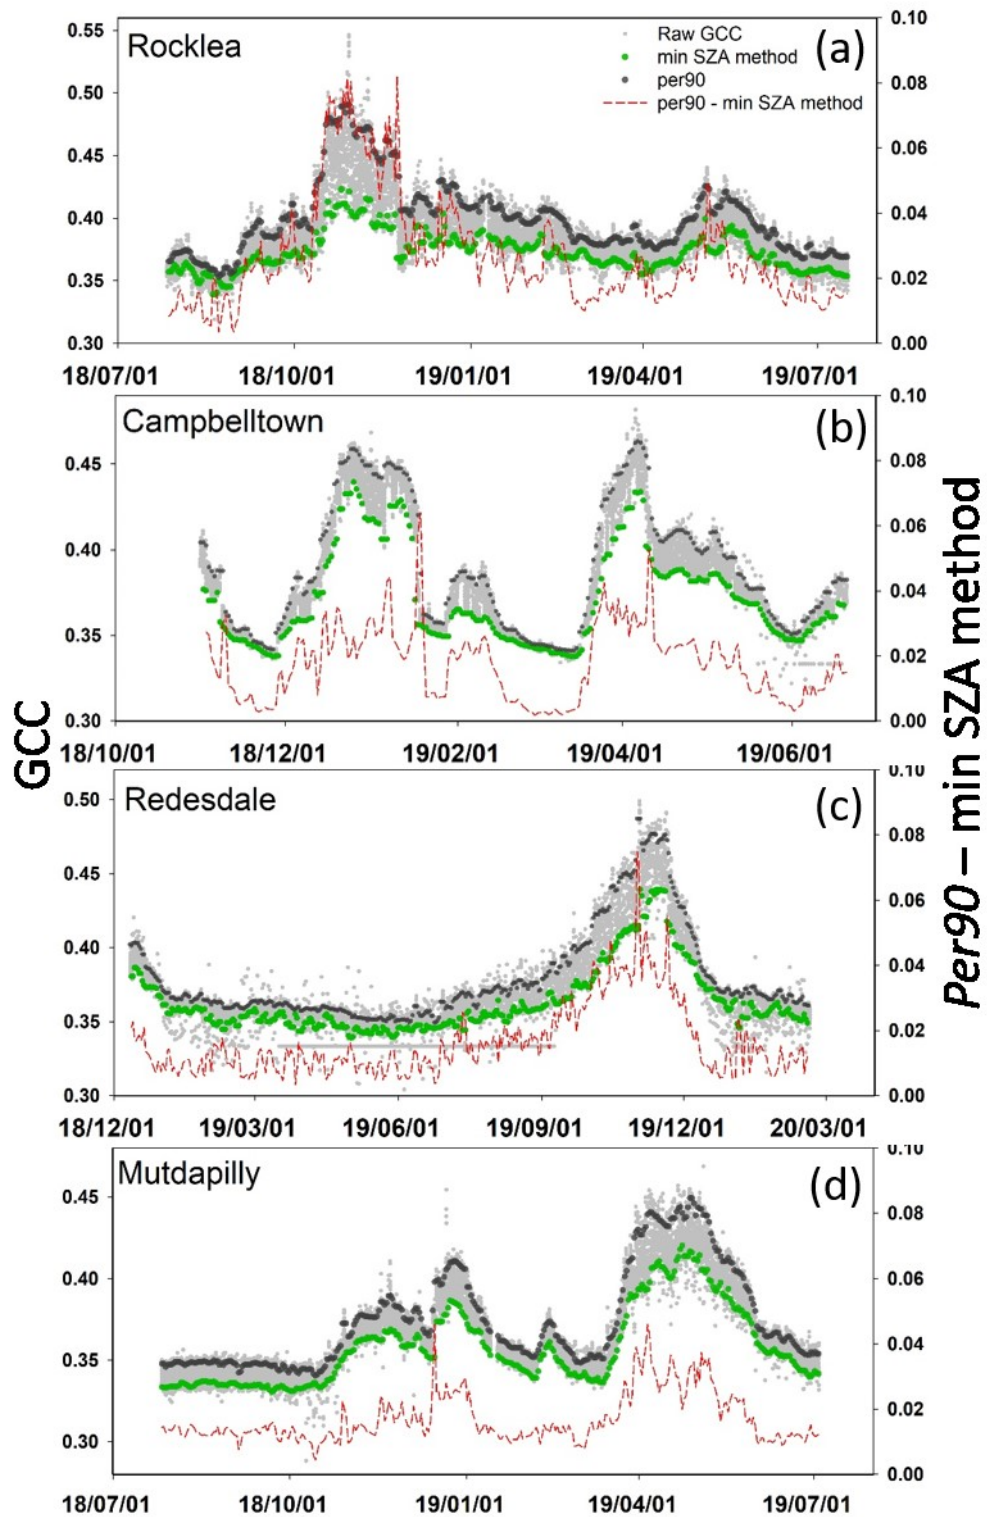 Rocklea
(a)
Raw GCC
min SZA method
per90
per90 - min SZA method
0.55
0.50
0.45
0.40
0.35
0.30
0.10
0.08
0.06
0.04
0.02
0.00
18/07/01 18/10/01 19/01/01 19/04/01 19/07/01
Campbelltown
(b)
0.45
0.40
0.35
0.30
0.10
0.08
0.06
0.04
0.02
0.00
18/10/01 18/12/01 19/02/01 19/04/01 19/06/01
Redesdale
(c)
0.50
0.45
0.40
0.35
0.30
0.10
0.08
0.06
0.04
0.02
0.00
18/12/01 19/03/01 19/06/01 19/09/01 19/12/01 20/03/01
Mutdapilly
(d)
0.45
0.40
0.35
0.30
0.10
0.08
0.06
0.04
0.02
0.00
18/07/01 18/10/01 19/01/01 19/04/01 19/07/01
GCC
Per90 – min SZA method